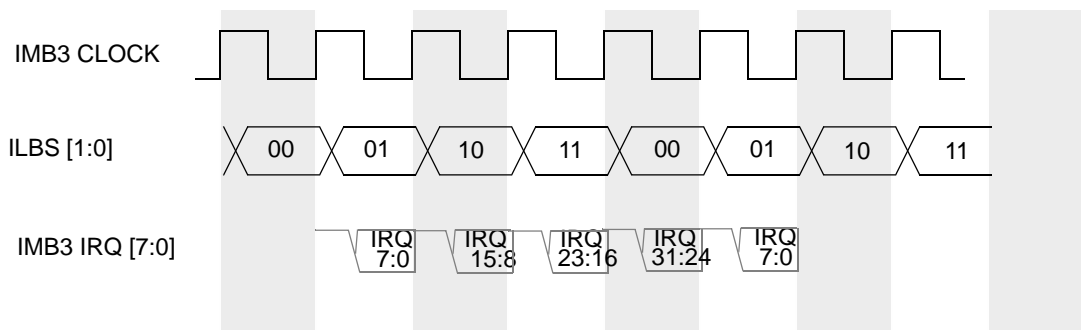 IMB3 CLOCK
ILBS [1:0]
00 01 10 11 00 01 10 11
IMB3 IRQ [7:0]
IRQ IRQ IRQ IRQ IRQ
7:0 15:8 23:16 31:24 7:0